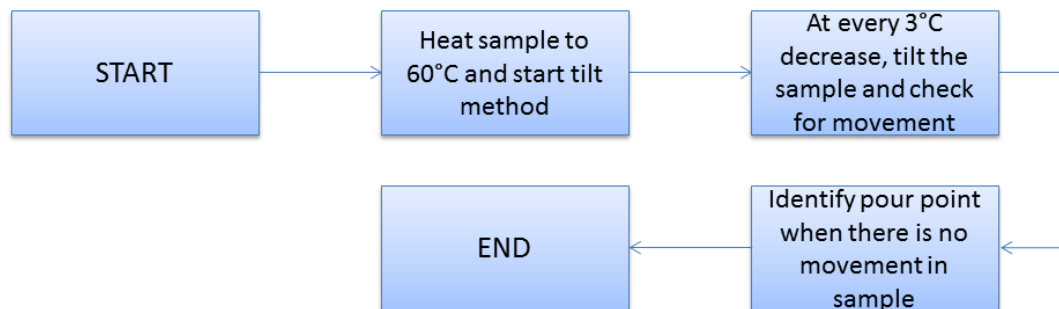 START
Heat sample to
60°C and start tilt
method
At every 3°C
decrease, tilt the
sample and check
for movement
Identify pour point
when there is no
movement in
sample
END